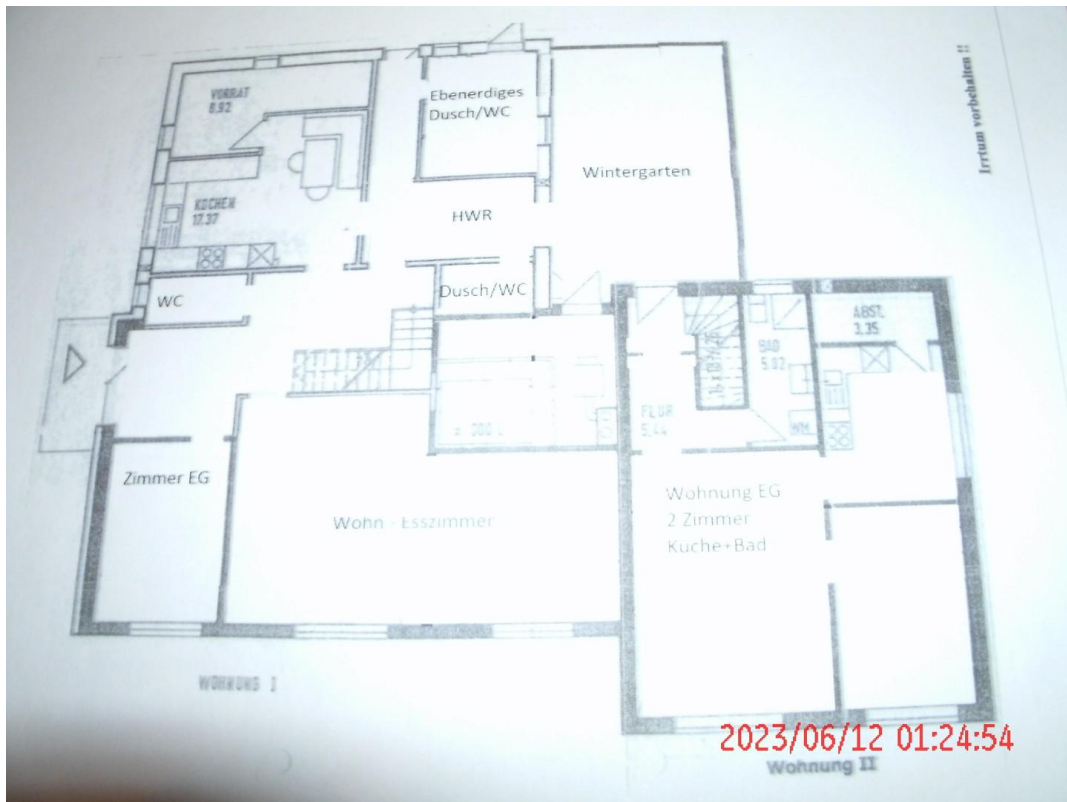 Irrtum vorbehalten !!
VORRAT
8.92
Ebenerdiges
Dusch/WC
Wintergarten
KOCHEN
17.37
HWR
WC
Dusch/WC
ABST.
3.35
BAD
5.02
16 x
FLUR
5.44
WM
Zimmer EG
Wohn - Esszimmer
Wohnung EG
2 Zimmer
Küche+Bad
WOHNUNG I
2023/06/12 01:24:54
Wohnung II